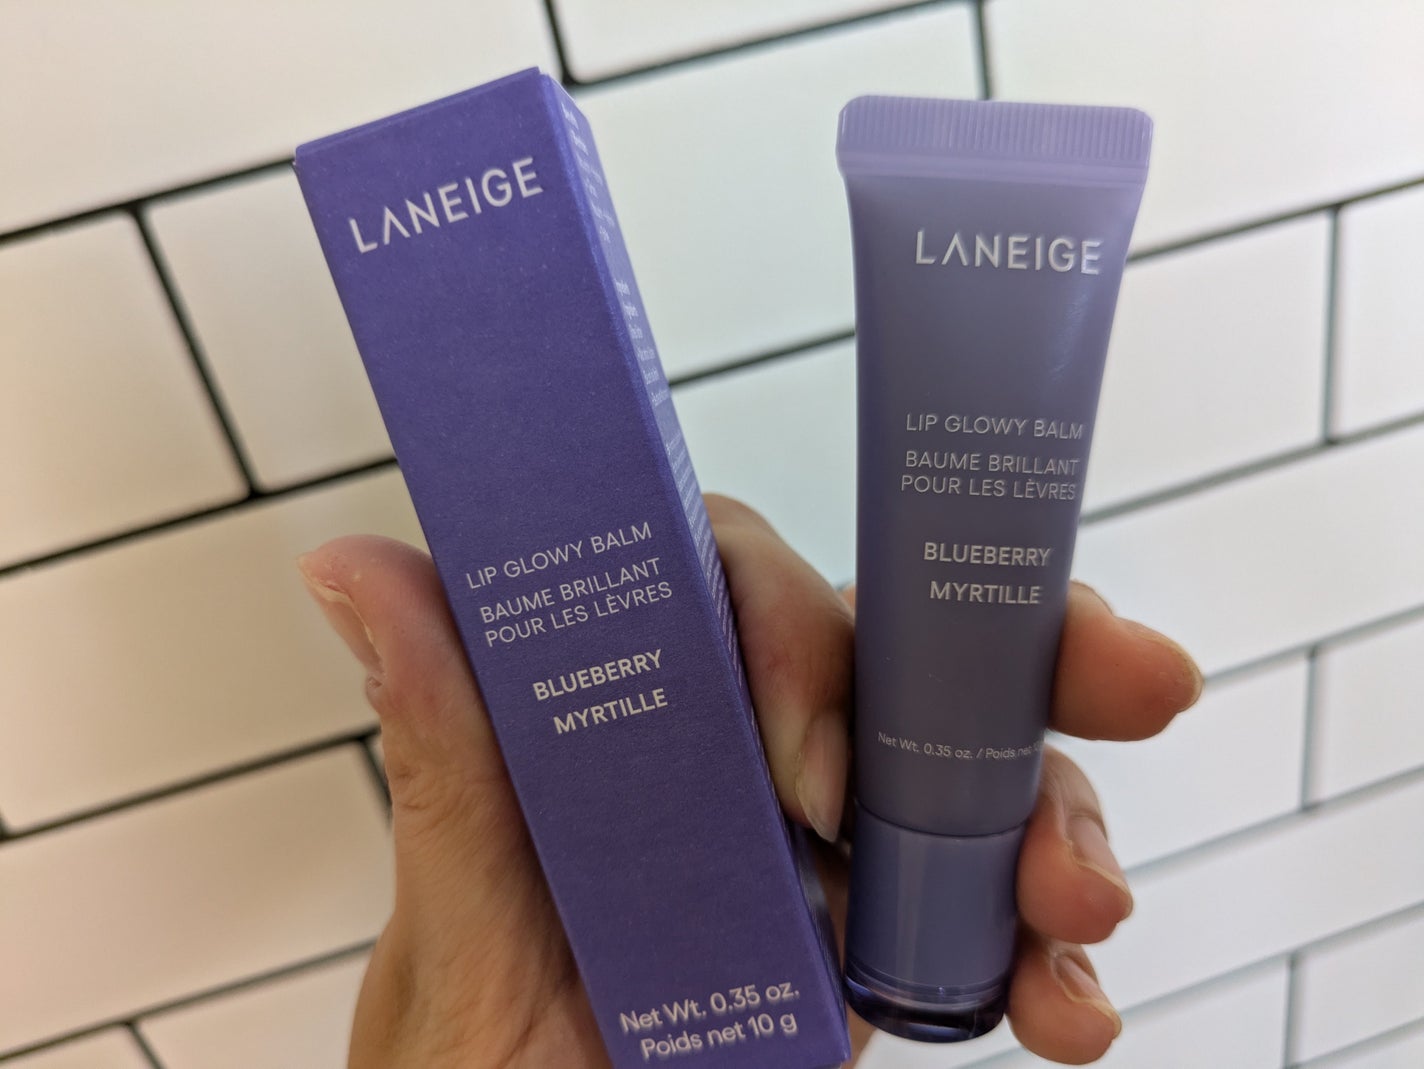 LANEIGE
LIP GLOWY BALM
BAUME BRILLANT
POUR LES LÈVRES
BLUEBERRY
MYRTILLE
Net Wt. 0.35 oz.
Poids net 10 g
LANEIGE
LIP GLOWY BALM
BAUME BRILLANT
POUR LES LÈVRES
BLUEBERRY
MYRTILLE
Net Wt. 0.35 oz. / Poids net